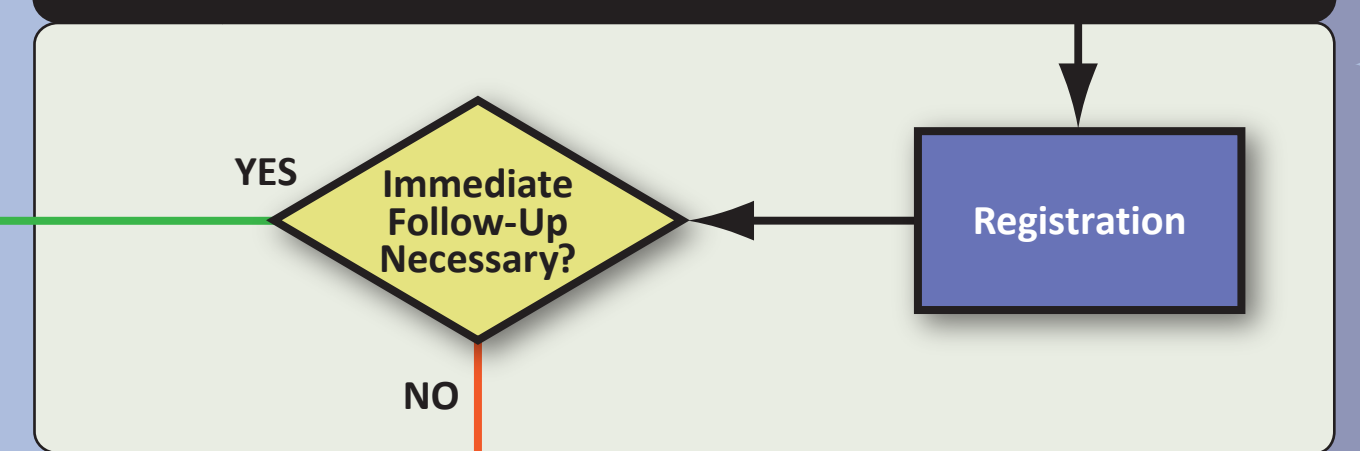 YES
Immediate
Follow-Up
Necessary?
Registration
NO